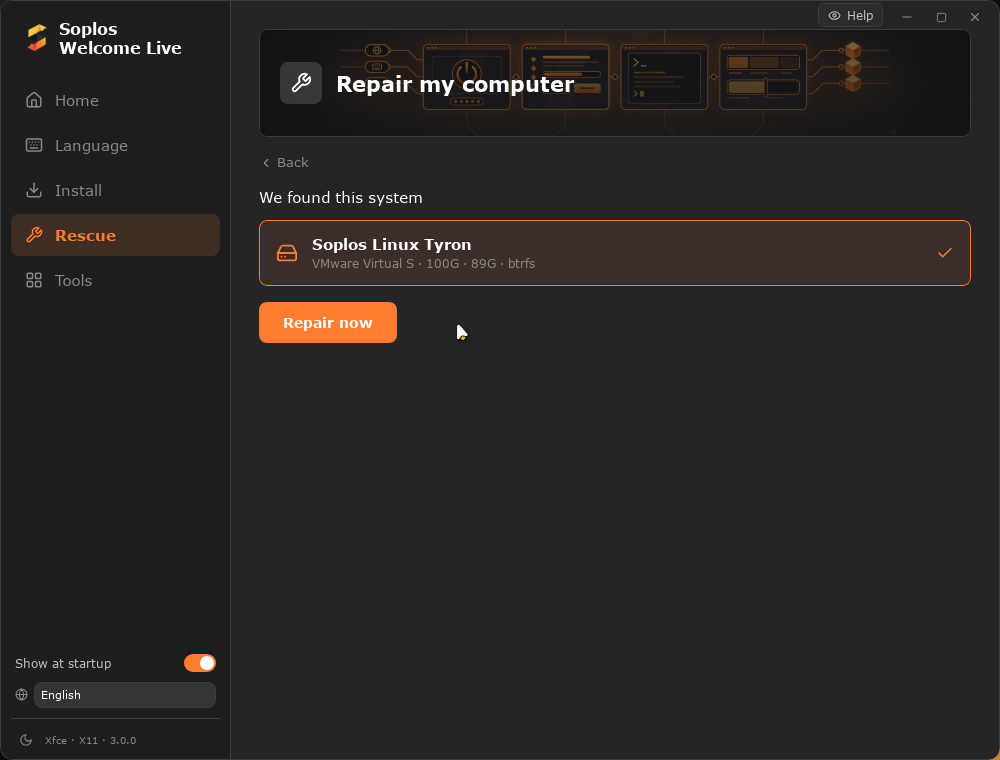 Soplos
Welcome Live
Home
Language
Install
Rescue
Tools
Show at startup
English
Xfce · X11 · 3.0.0
Help
Repair my computer
Back
We found this system
Soplos Linux Tyron
VMware Virtual S · 100G · 89G · btrfs
Repair now